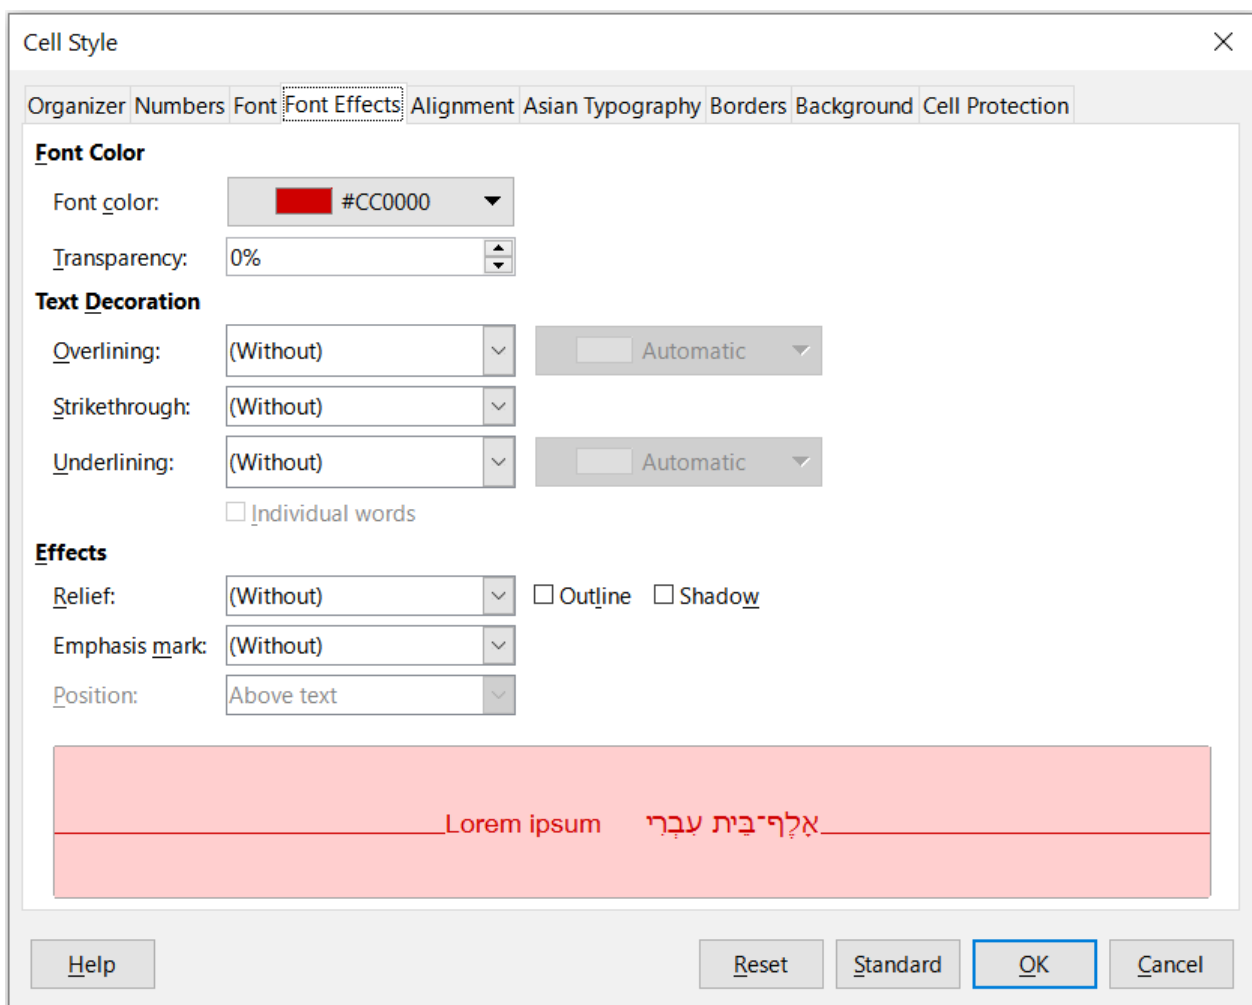 Cell Style
Organizer Numbers Font Font Effects Alignment Asian Typography Borders Background Cell Protection
Font Color
Font color: #CC0000
Transparency: 0%
Text Decoration
Overlining: (Without) Automatic
Strikethrough: (Without)
Underlining: (Without) Automatic
Individual words
Effects
Relief: (Without) Outline Shadow
Emphasis mark: (Without)
Position: Above text
Lorem ipsum אָלֶף־בֵּית עִבְרִי
Help Reset Standard OK Cancel